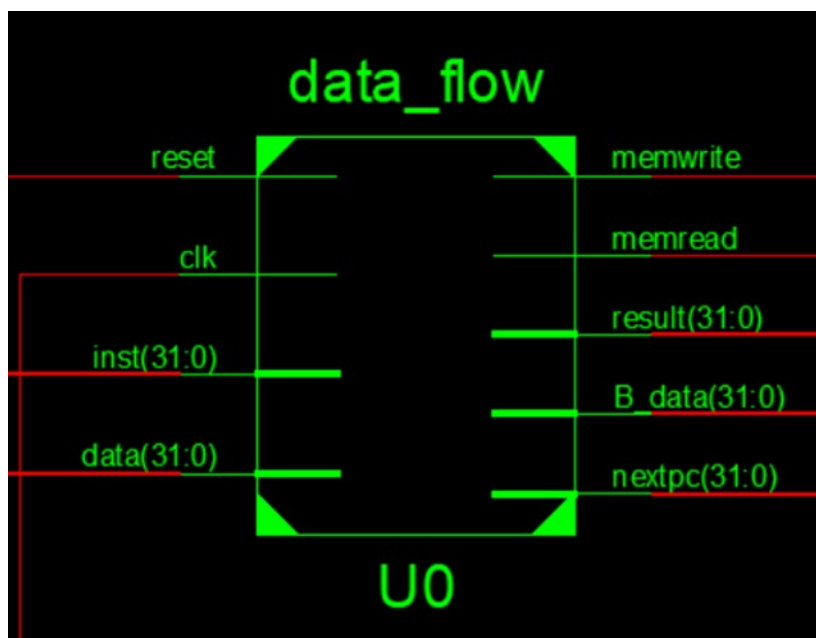 data_flow
reset
memwrite
clk
memread
inst(31:0)
result(31:0)
data(31:0)
B_data(31:0)
nextpc(31:0)
U0